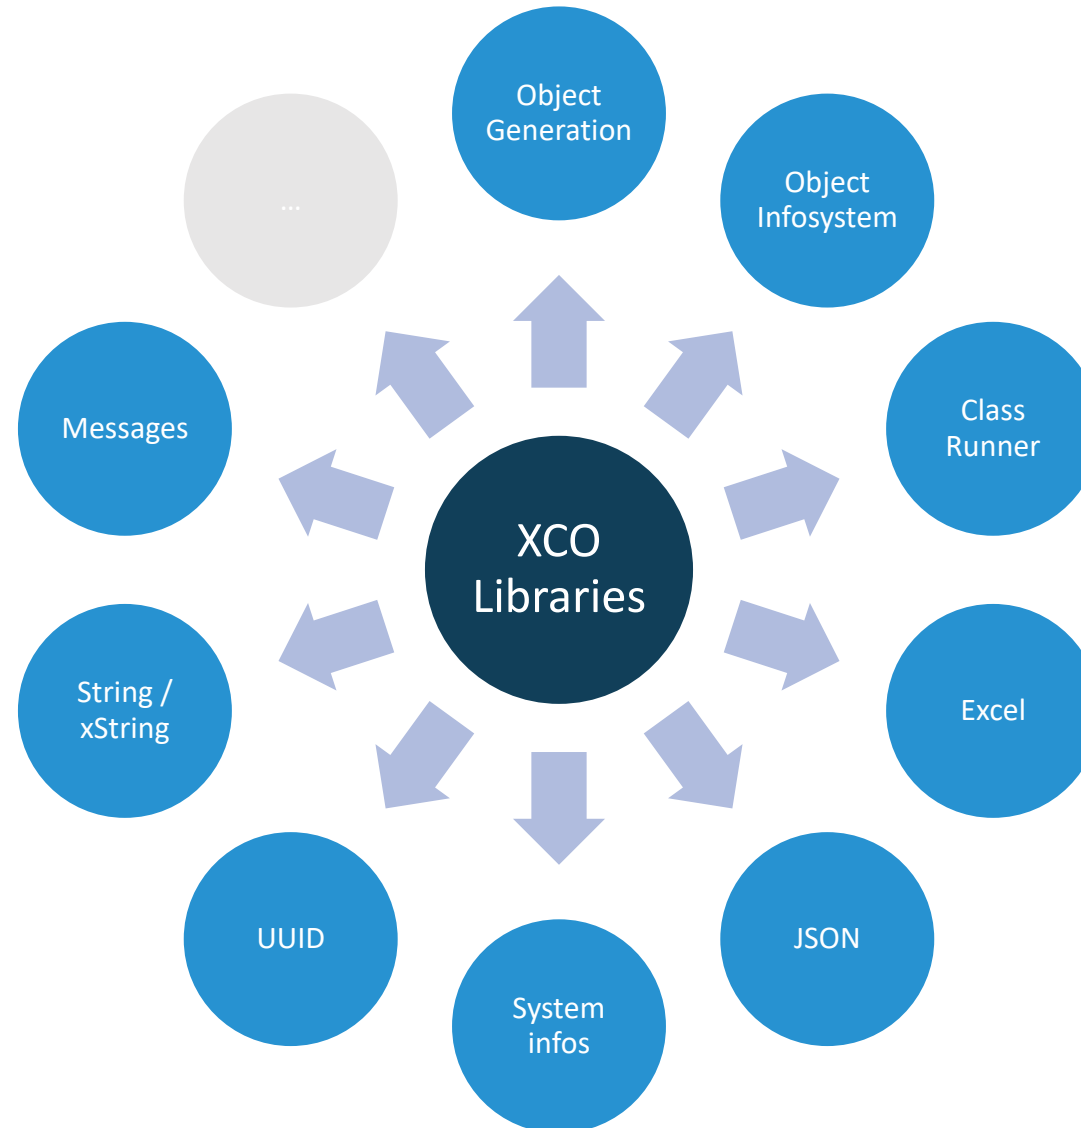 Object
Generation
Object
Infosystem
...
Messages
Class
Runner
XCO
Libraries
String /
xString
Excel
UUID
JSON
System
infos